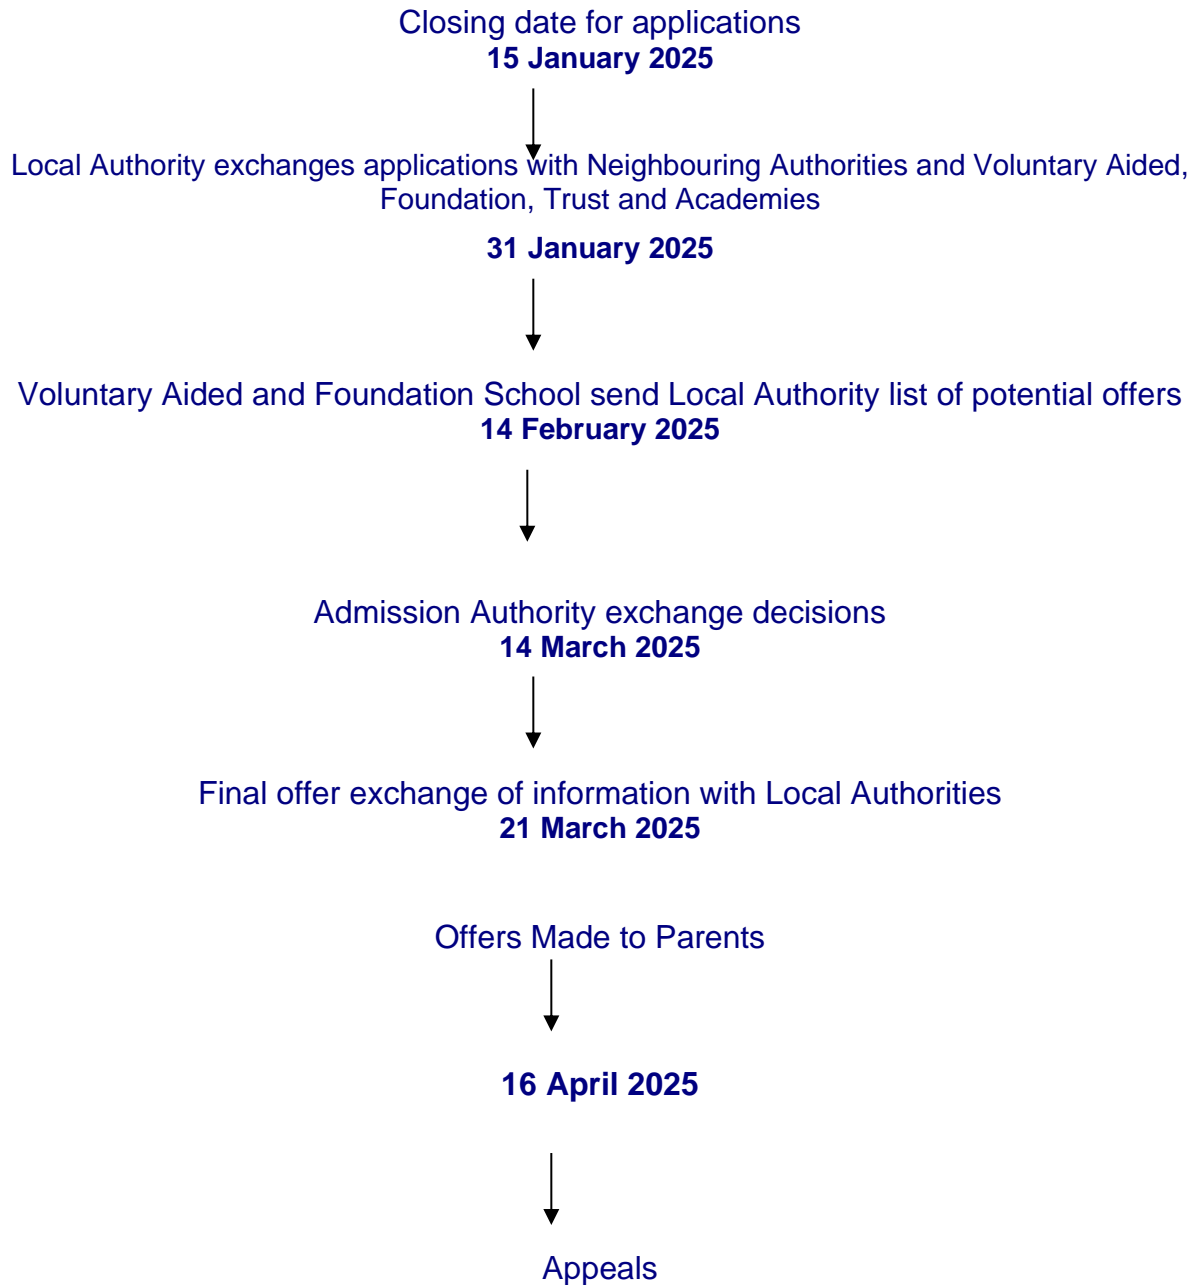 Closing date for applications
15 January 2025
Local Authority exchanges applications with Neighbouring Authorities and Voluntary Aided,
Foundation, Trust and Academies
31 January 2025
Voluntary Aided and Foundation School send Local Authority list of potential offers
14 February 2025
Admission Authority exchange decisions
14 March 2025
Final offer exchange of information with Local Authorities
21 March 2025
Offers Made to Parents
16 April 2025
Appeals